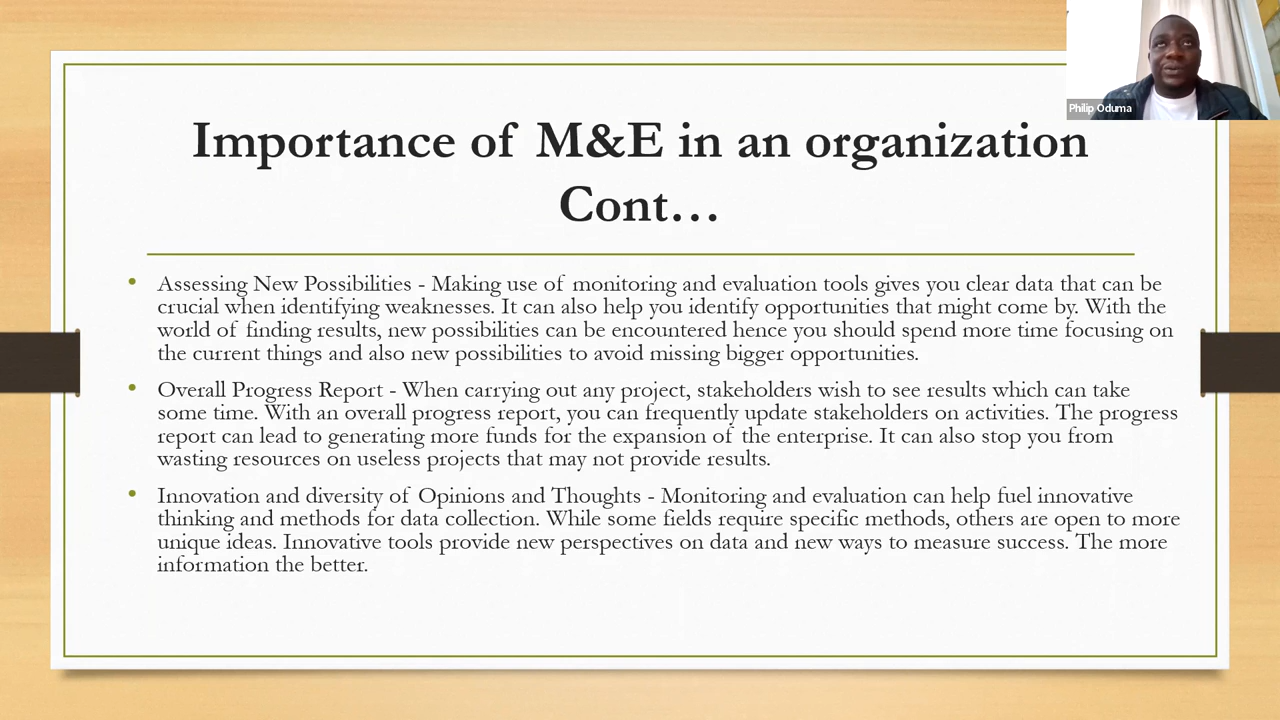 Philip Oduma
Importance of M&E in an organization
Cont…
• Assessing New Possibilities - Making use of monitoring and evaluation tools gives you clear data that can be
crucial when identifying weaknesses. It can also help you identify opportunities that might come by. With the
world of finding results, new possibilities can be encountered hence you should spend more time focusing on
the current things and also new possibilities to avoid missing bigger opportunities.
• Overall Progress Report - When carrying out any project, stakeholders wish to see results which can take
some time. With an overall progress report, you can frequently update stakeholders on activities. The progress
report can lead to generating more funds for the expansion of the enterprise. It can also stop you from
wasting resources on useless projects that may not provide results.
• Innovation and diversity of Opinions and Thoughts - Monitoring and evaluation can help fuel innovative
thinking and methods for data collection. While some fields require specific methods, others are open to more
unique ideas. Innovative tools provide new perspectives on data and new ways to measure success. The more
information the better.